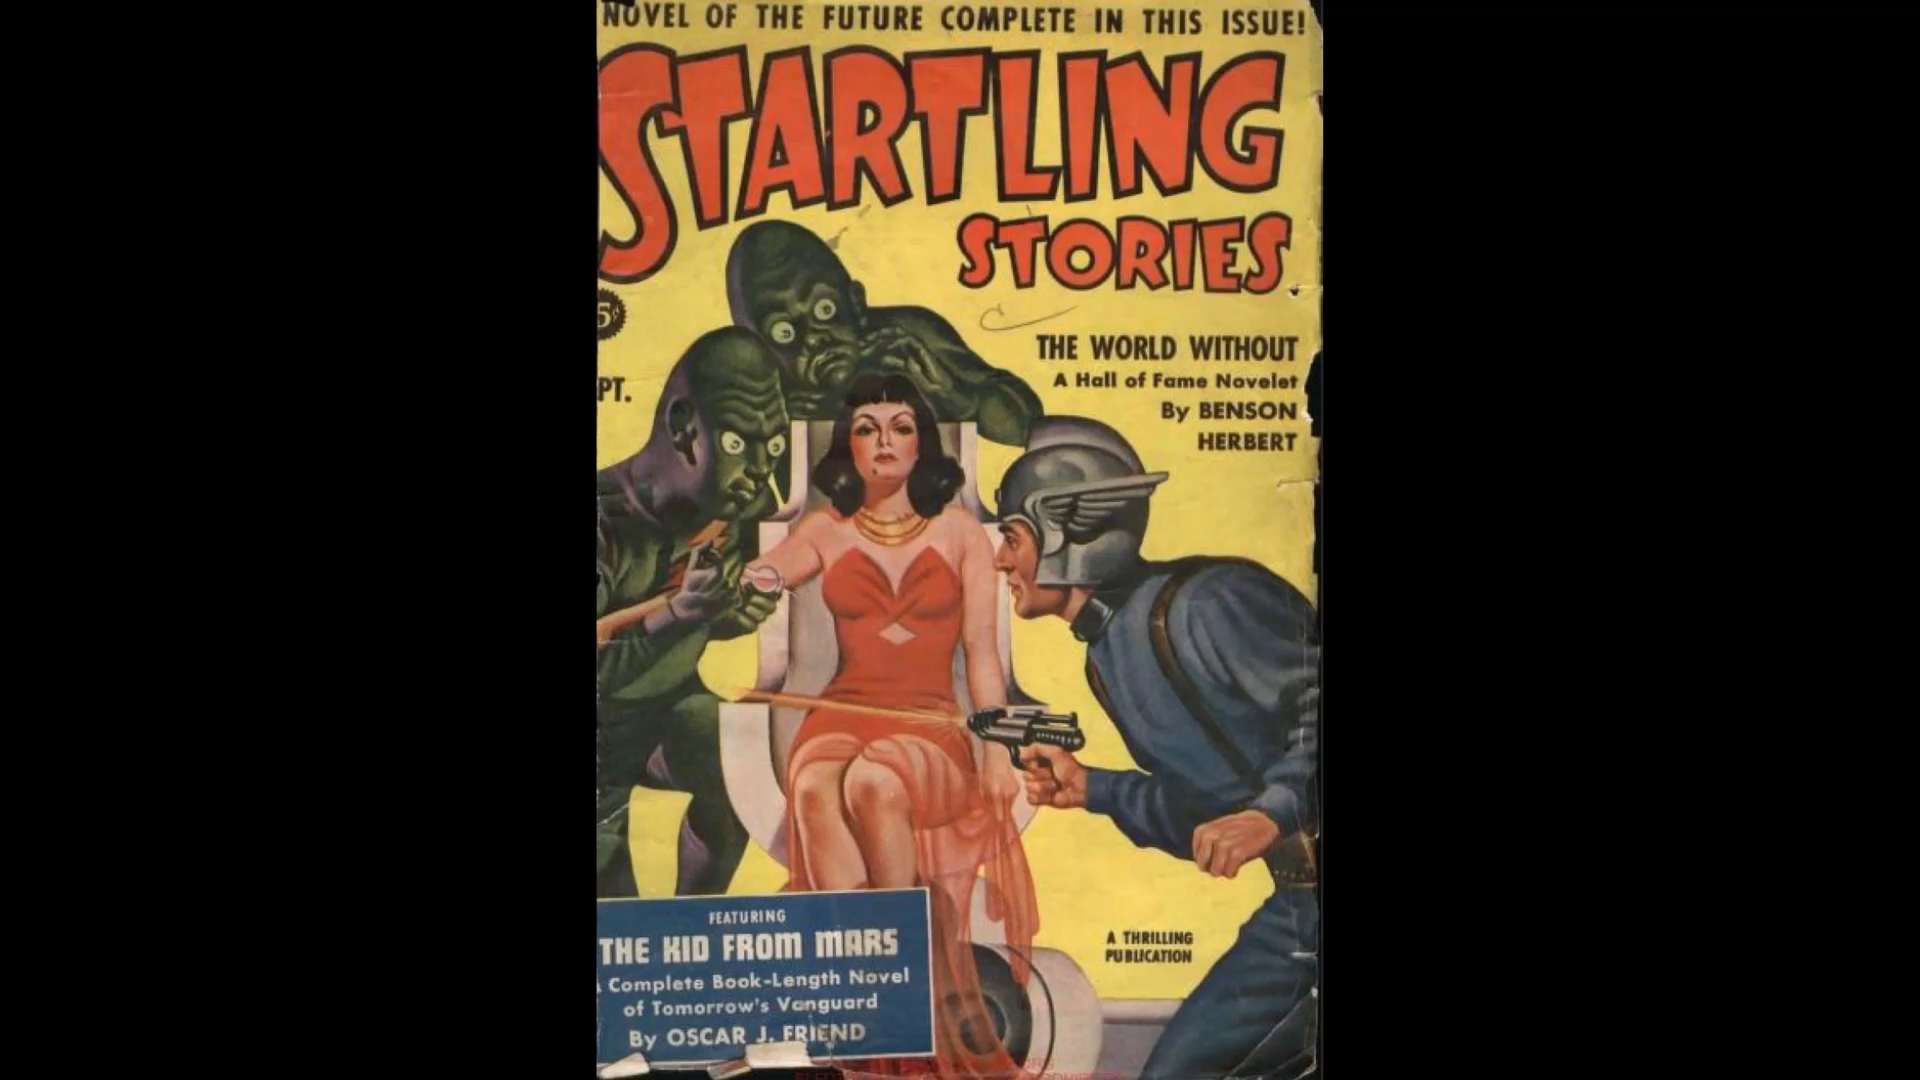 NOVEL OF THE FUTURE COMPLETE IN THIS ISSUE!
STARTLING
STORIES
5¢
PT.
THE WORLD WITHOUT
A Hall of Fame Novelet
By BENSON
HERBERT
FEATURING
THE KID FROM MARS
Complete Book-Length Novel
of Tomorrow's Vanguard
By OSCAR J. FRIEND
A THRILLING
PUBLICATION